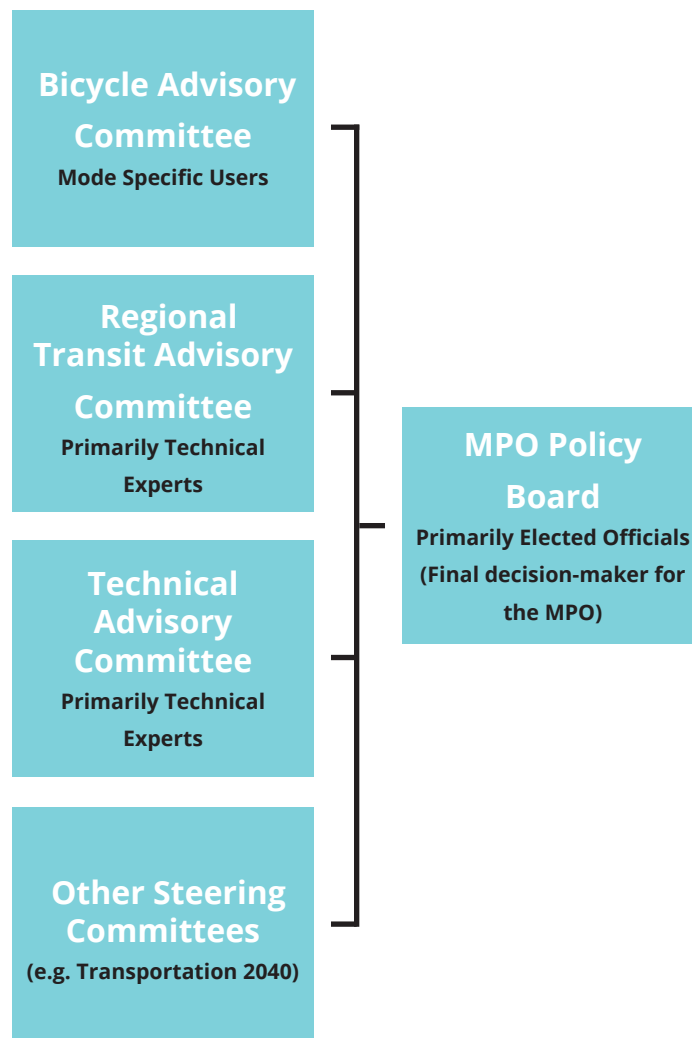 Bicycle Advisory
Committee
Mode Specific Users
Regional
Transit Advisory
Committee
Primarily Technical
Experts
Technical
Advisory
Committee
Primarily Technical
Experts
Other Steering
Committees
(e.g. Transportation 2040)
MPO Policy
Board
Primarily Elected Officials
(Final decision-maker for
the MPO)